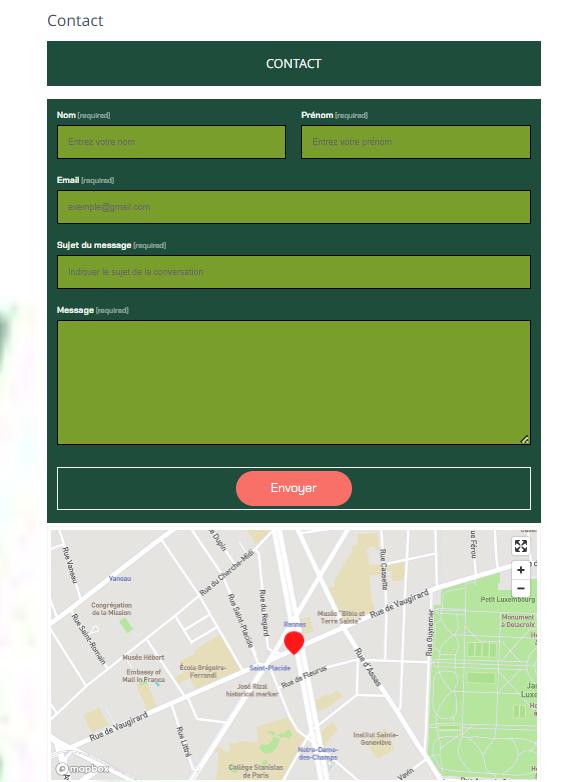 Contact
CONTACT
Nom (required)
Prénom (required)
Entrez votre nom
Entrez votre prénom
Email (required)
exemple@gmail.com
Sujet du message (required)
Indiquer le sujet de la conversation
Message (required)
Envoyer
Rue Dupin
Rue Vaneau
Vaneau
Rue du Cherche-Midi
Rue Cassette
Rue Férou
+
−
Congrégation
de la Mission
Rue Saint-Placide
Rue du Regard
Musée "Bible et
Terre Sainte"
Rue de Vaugirard
Petit Luxembourg
Rue Saint-Romain
Rennes
Rue Guynemer
Monument
à Delacroix
Musée Hébert
Embassy of
Mali in France
École Grégoire-
Ferrandi
Saint-Placide
Rue de Fleurus
Rue d'Assas
José Rizal
historical marker
Rue de Vaugirard
Rue Littré
Institut Sainte-
Geneviève
Notre-Dame-
des-Champs
Collège Stanislas
de Paris
Vavin
mapbox